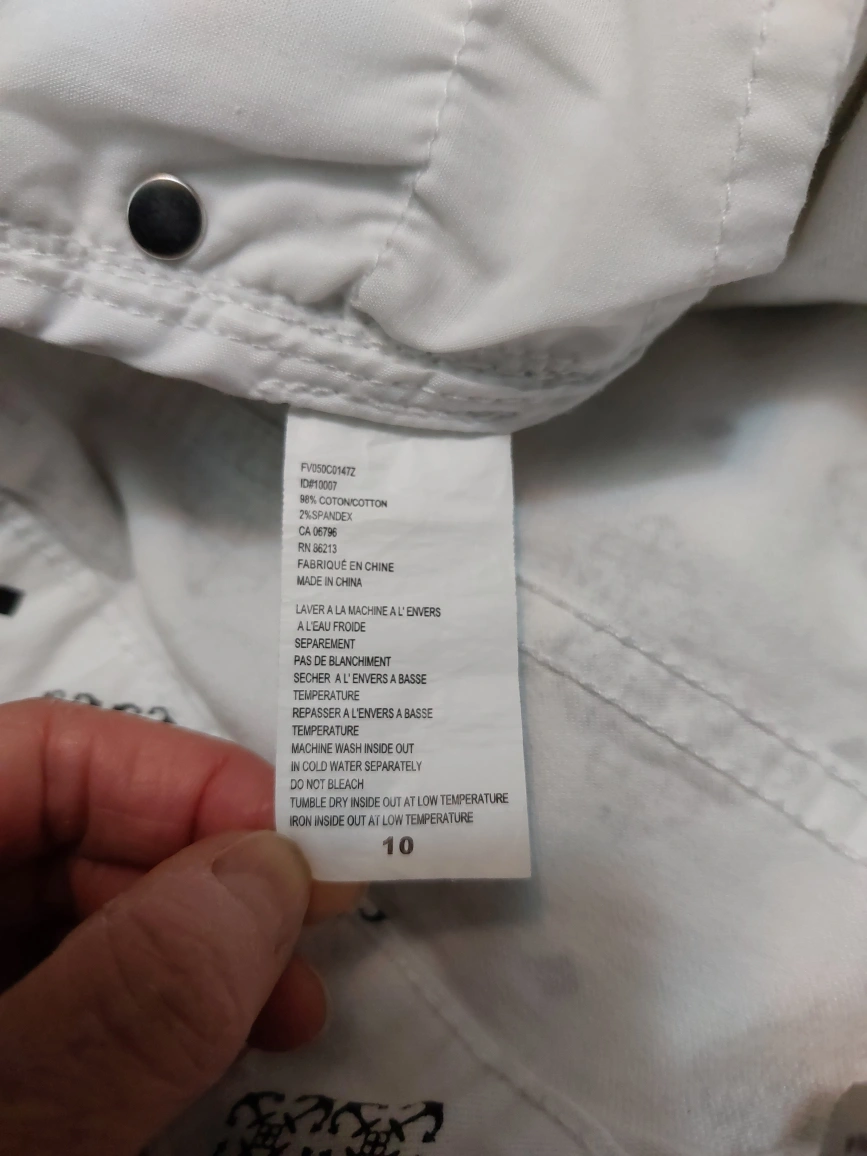 FV050C0147Z
ID#10007
98% COTON/COTTON
2%SPANDEX
CA 06796
RN 86213
FABRIQUÉ EN CHINE
MADE IN CHINA
LAVER A LA MACHINE A L' ENVERS
A L'EAU FROIDE
SEPAREMENT
PAS DE BLANCHIMENT
SECHER A L' ENVERS A BASSE
TEMPERATURE
REPASSER A L'ENVERS A BASSE
TEMPERATURE
MACHINE WASH INSIDE OUT
IN COLD WATER SEPARATELY
DO NOT BLEACH
TUMBLE DRY INSIDE OUT AT LOW TEMPERATURE
IRON INSIDE OUT AT LOW TEMPERATURE
10